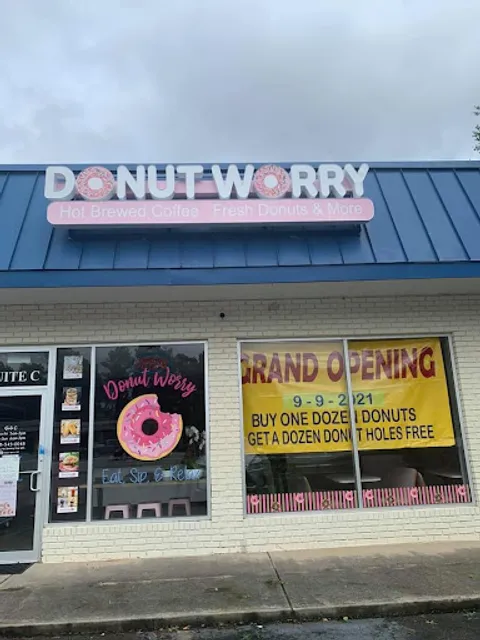 DONUT WORRY
Hot Brewed Coffee Fresh Donuts & More
SUITE C
Donut Worry
Eat, Sip, & Relax
GRAND OPENING
9-9-2021
BUY ONE DOZEN DONUTS
GET A DOZEN DONUT HOLES FREE